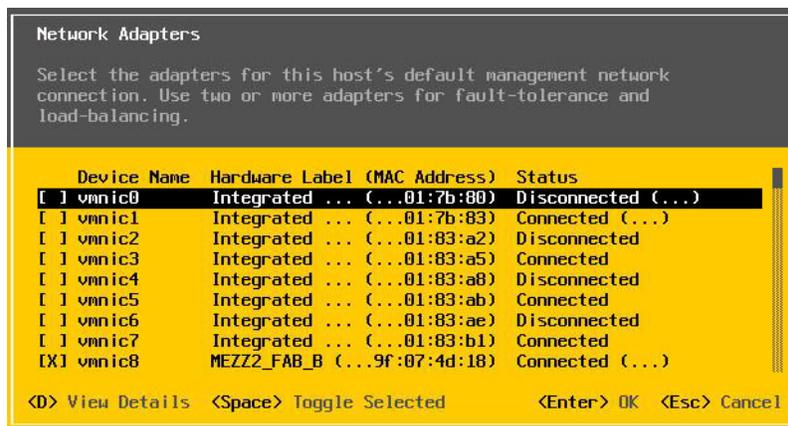 Network Adapters
Select the adapters for this host's default management network
connection. Use two or more adapters for fault-tolerance and
load-balancing.
Device Name Hardware Label (MAC Address) Status
[ ] vmnic0 Integrated ... (...01:7b:80) Disconnected (...)
[ ] vmnic1 Integrated ... (...01:7b:83) Connected (...)
[ ] vmnic2 Integrated ... (...01:83:a2) Disconnected
[ ] vmnic3 Integrated ... (...01:83:a5) Connected
[ ] vmnic4 Integrated ... (...01:83:a8) Disconnected
[ ] vmnic5 Integrated ... (...01:83:ab) Connected
[ ] vmnic6 Integrated ... (...01:83:ae) Disconnected
[ ] vmnic7 Integrated ... (...01:83:b1) Connected
[X] vmnic8 MEZZ2_FAB_B (...9f:07:4d:18) Connected (...)
<D> View Details <Space> Toggle Selected <Enter> OK <Esc> Cancel